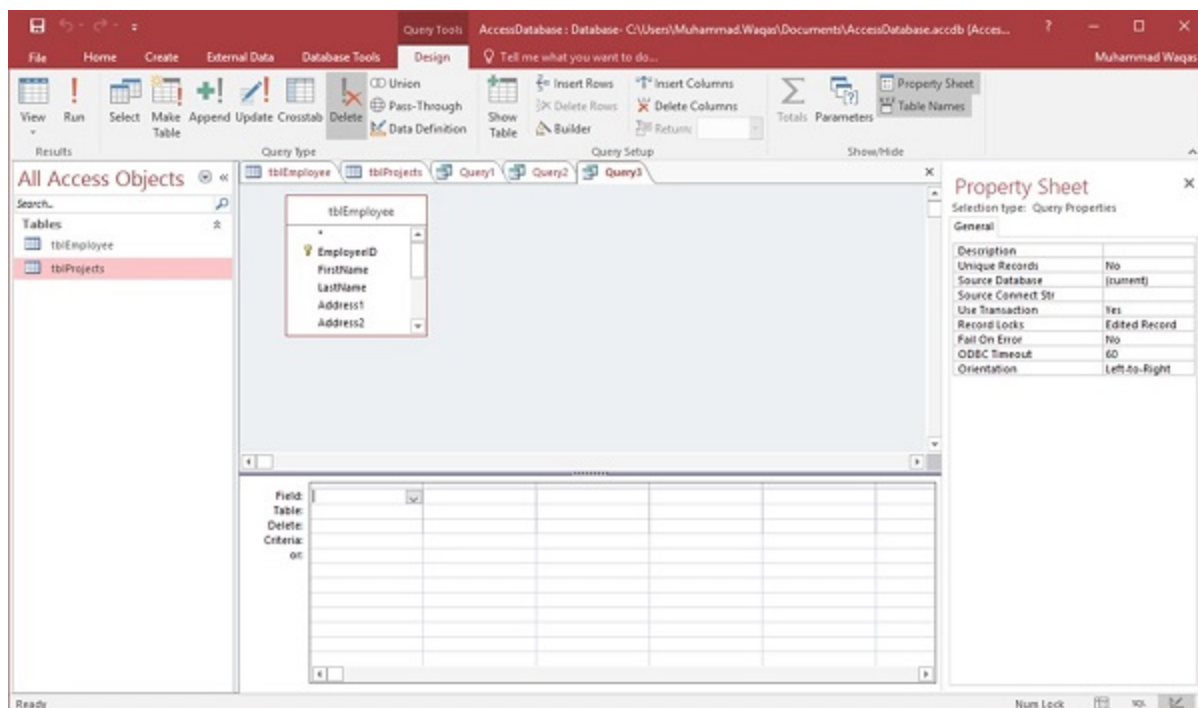 Query Tools AccessDatabase : Database- C:\Users\Muhammad.Waqas\Documents\AccessDatabase.accdb (Acces... ?
File Home Create External Data Database Tools Design Tell me what you want to do... Muhammad Waqas
View Run Select Make Table Append Update Crosstab Delete Union Pass-Through Data Definition Show Table Insert Rows Delete Rows Builder Insert Columns Delete Columns Return: Totals Parameters Property Sheet Table Names
Results Query Type Query Setup Show/Hide
All Access Objects
Search..
Tables
tblEmployee
tblProjects
tblEmployee tblProjects Query1 Query2 Query3
tblEmployee
*
EmployeeID
FirstName
LastName
Address1
Address2
Field:
Table:
Delete:
Criteria:
or:
Property Sheet
Selection type: Query Properties
General
Description
Unique Records No
Source Database (current)
Source Connect Str
Use Transaction Yes
Record Locks Edited Record
Fail On Error No
ODBC Timeout 60
Orientation Left-to-Right
Ready Num Lock SQL